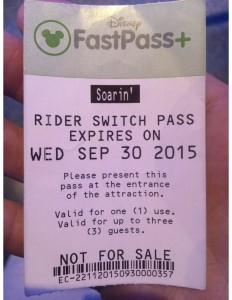 Disney
FastPass+
Soarin'
RIDER SWITCH PASS
EXPIRES ON
WED SEP 30 2015
Please present this
pass at the entrance
of the attraction.
Valid for one (1) use.
Valid for up to three
(3) guests.
NOT FOR SALE
EC-221120150930000357